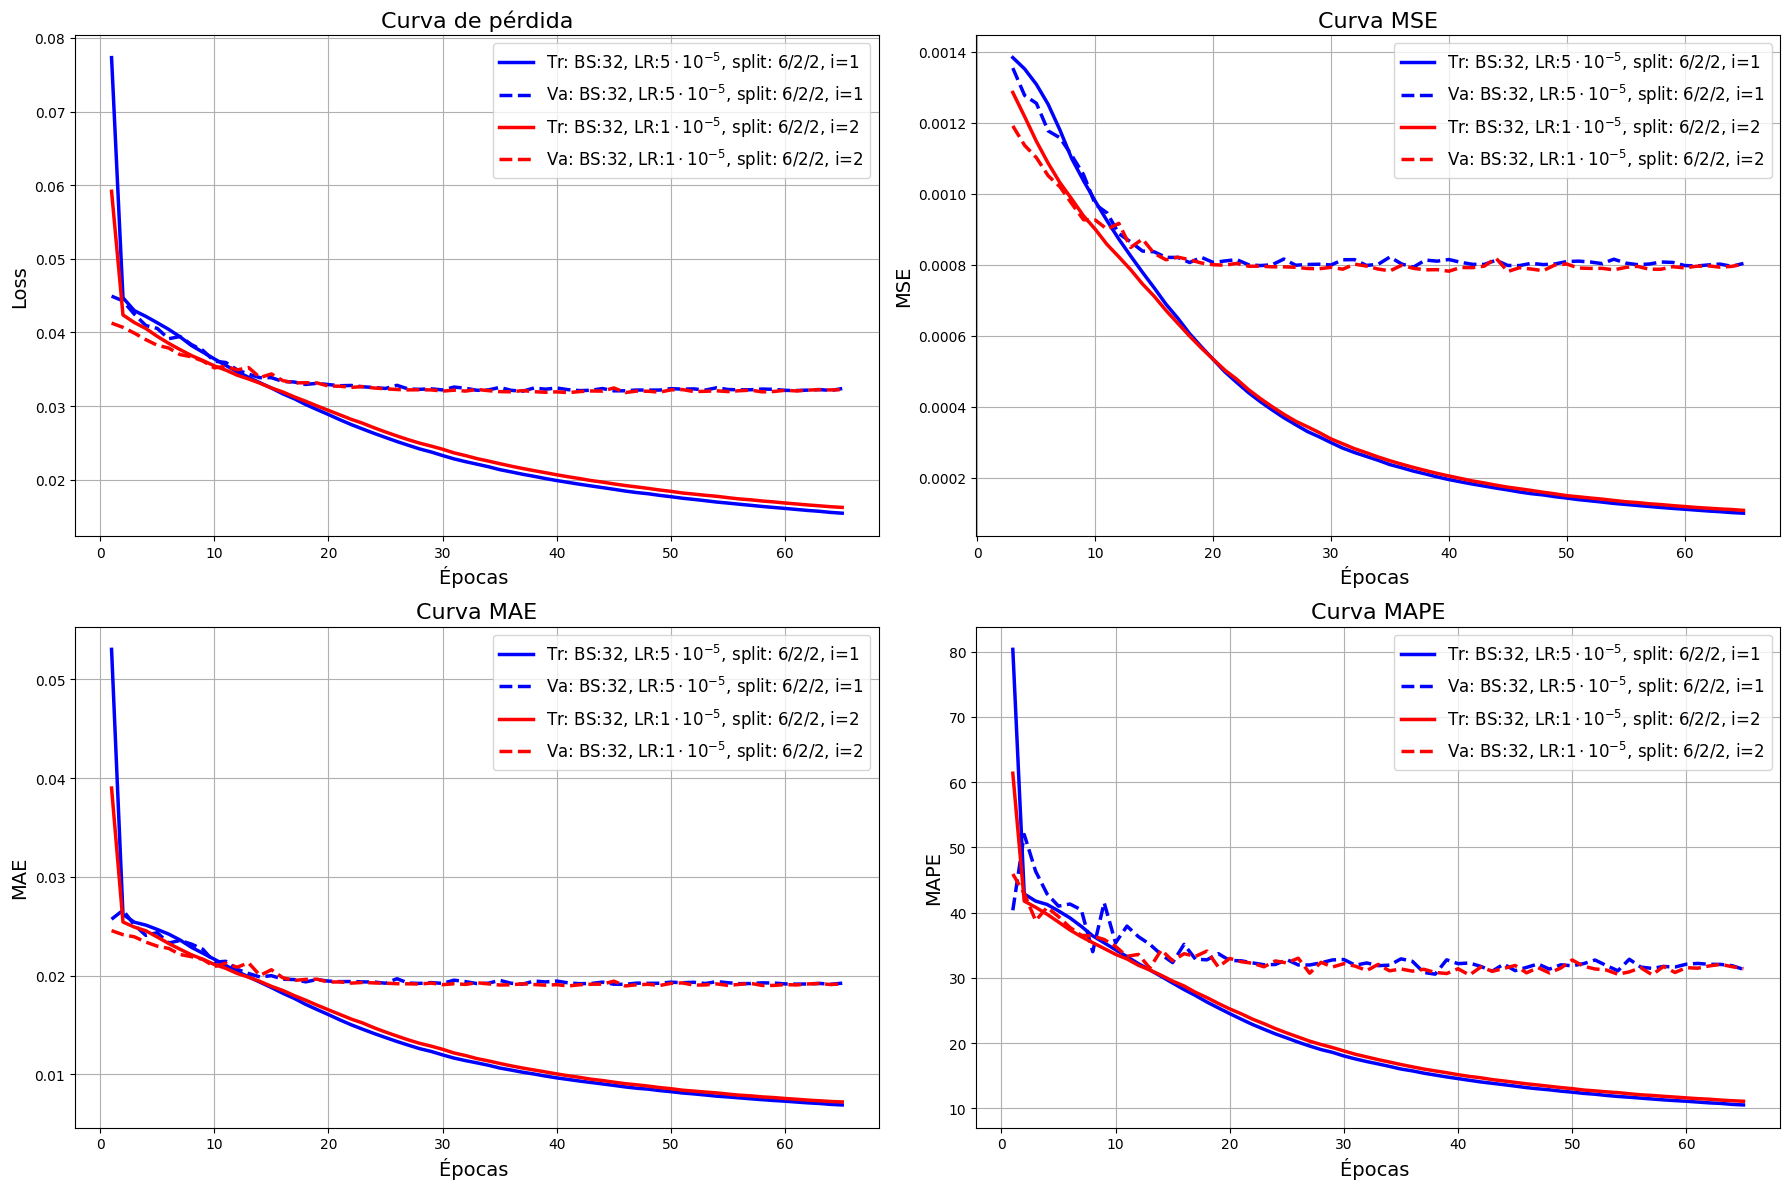 Curva de pérdida
0.08
0.07
0.06
0.05
0.04
0.03
0.02
Loss
0 10 20 30 40 50 60
Épocas
Tr: BS:32, LR:5 · 10⁻⁵, split: 6/2/2, i=1
Va: BS:32, LR:5 · 10⁻⁵, split: 6/2/2, i=1
Tr: BS:32, LR:1 · 10⁻⁵, split: 6/2/2, i=2
Va: BS:32, LR:1 · 10⁻⁵, split: 6/2/2, i=2
Curva MSE
0.0014
0.0012
0.0010
0.0008
0.0006
0.0004
0.0002
MSE
0 10 20 30 40 50 60
Épocas
Tr: BS:32, LR:5 · 10⁻⁵, split: 6/2/2, i=1
Va: BS:32, LR:5 · 10⁻⁵, split: 6/2/2, i=1
Tr: BS:32, LR:1 · 10⁻⁵, split: 6/2/2, i=2
Va: BS:32, LR:1 · 10⁻⁵, split: 6/2/2, i=2
Curva MAE
0.05
0.04
0.03
0.02
0.01
MAE
0 10 20 30 40 50 60
Épocas
Tr: BS:32, LR:5 · 10⁻⁵, split: 6/2/2, i=1
Va: BS:32, LR:5 · 10⁻⁵, split: 6/2/2, i=1
Tr: BS:32, LR:1 · 10⁻⁵, split: 6/2/2, i=2
Va: BS:32, LR:1 · 10⁻⁵, split: 6/2/2, i=2
Curva MAPE
80
70
60
50
40
30
20
10
MAPE
0 10 20 30 40 50 60
Épocas
Tr: BS:32, LR:5 · 10⁻⁵, split: 6/2/2, i=1
Va: BS:32, LR:5 · 10⁻⁵, split: 6/2/2, i=1
Tr: BS:32, LR:1 · 10⁻⁵, split: 6/2/2, i=2
Va: BS:32, LR:1 · 10⁻⁵, split: 6/2/2, i=2